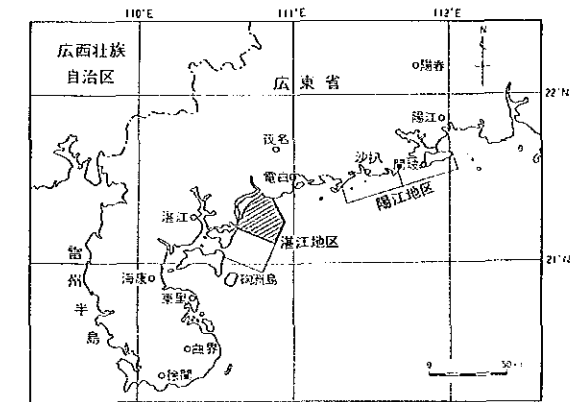 110°E
111°E
112°E
広西壮族
自治区
広東省
N
陽春
22°N
陽江
茂名
沙扒
閘坡
電白
陽江地区
湛江
湛江地区
21°N
雷州半島
海康
硇州島
東里
曲界
徐聞